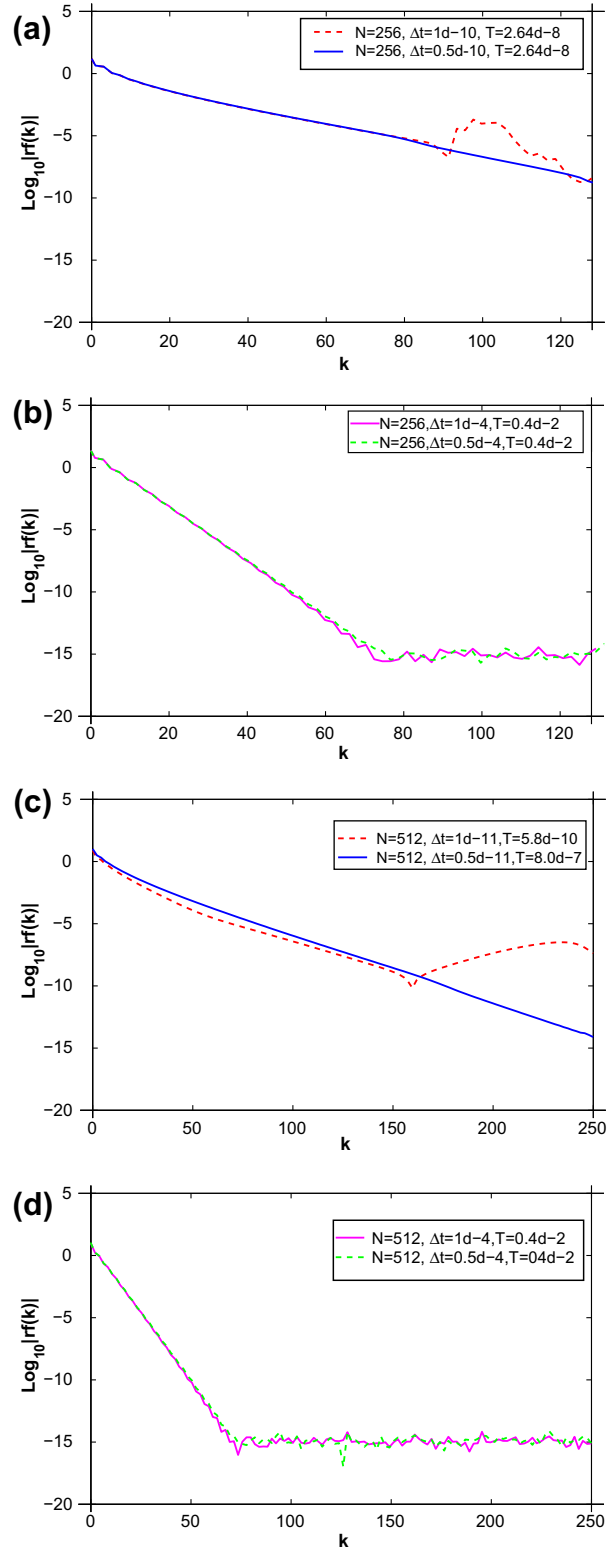 (a)
N=256, Δt=1d−10, T=2.64d−8
N=256, Δt=0.5d-10, T=2.64d−8
5
0
−5
−10
−15
−20
Log10|rf(k)|
0 20 40 60 80 100 120
k
(b)
N=256,Δt=1d−4,T=0.4d−2
N=256,Δt=0.5d−4,T=0.4d−2
5
0
−5
−10
−15
−20
Log10|rf(k)|
0 20 40 60 80 100 120
k
(c)
N=512, Δt=1d−11,T=5.8d−10
N=512, Δt=0.5d−11,T=8.0d−7
5
0
−5
−10
−15
−20
Log10|rf(k)|
0 50 100 150 200 250
k
(d)
N=512, Δt=1d−4,T=0.4d−2
N=512, Δt=0.5d−4,T=04d−2
5
0
−5
−10
−15
−20
Log10|rf(k)|
0 50 100 150 200 250
k